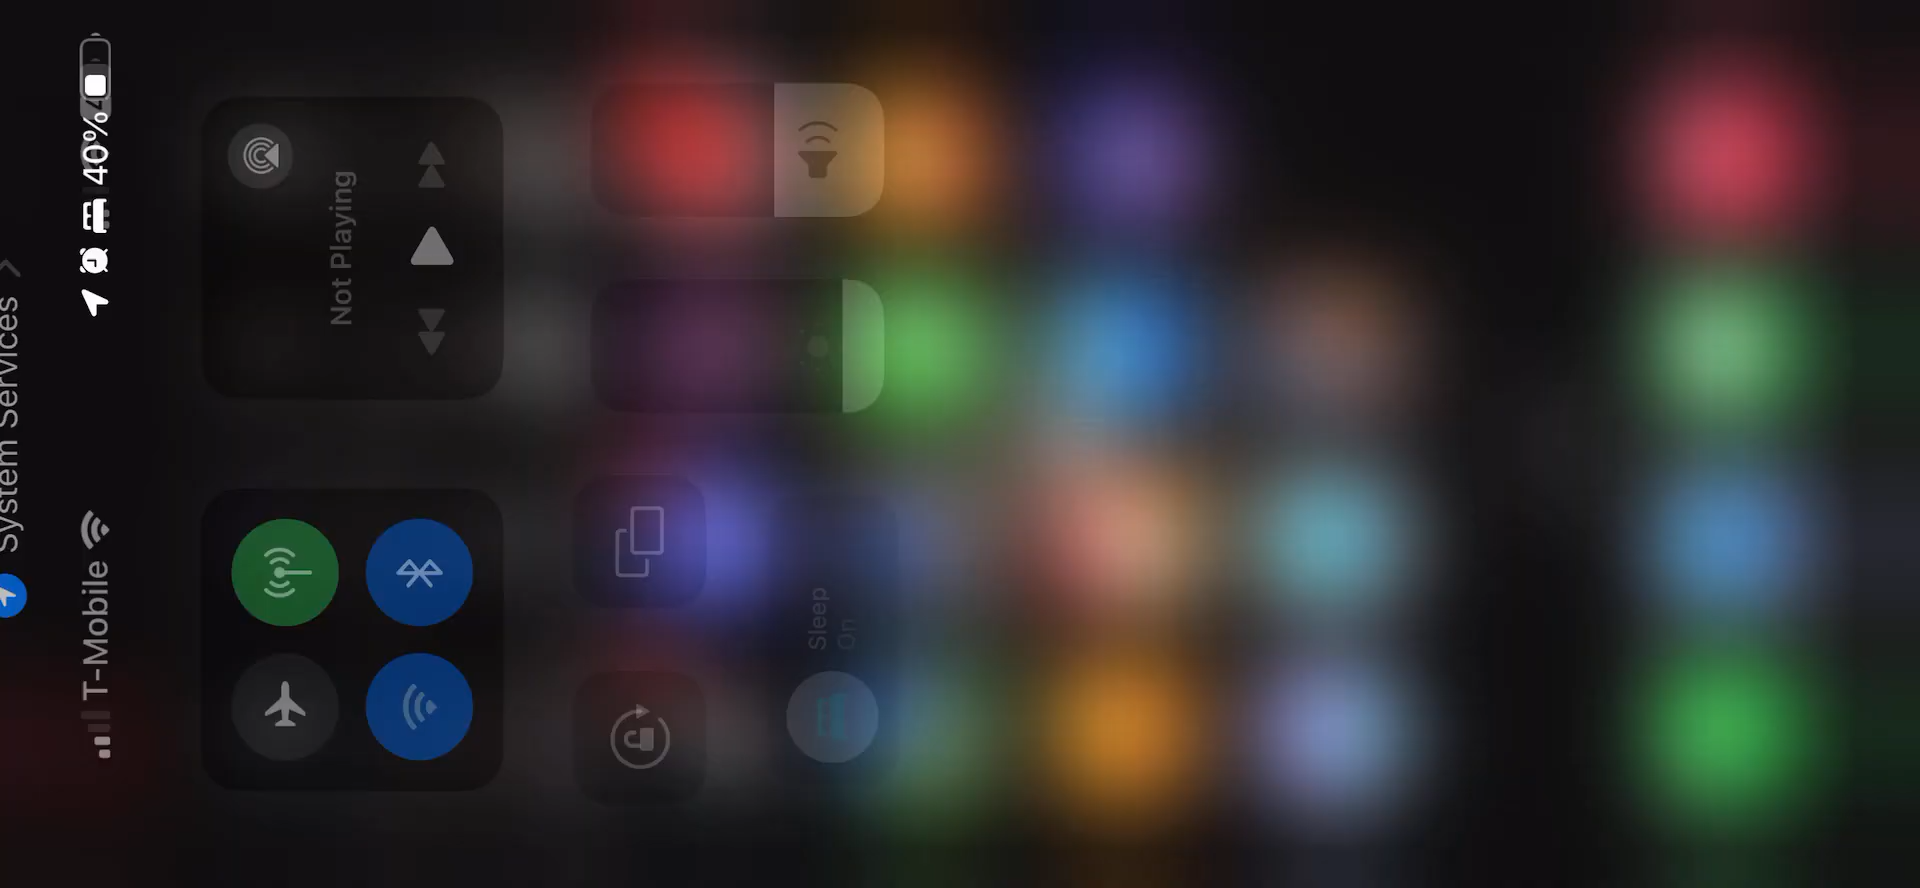 System Services
T-Mobile
40%
Not Playing
Sleep
On